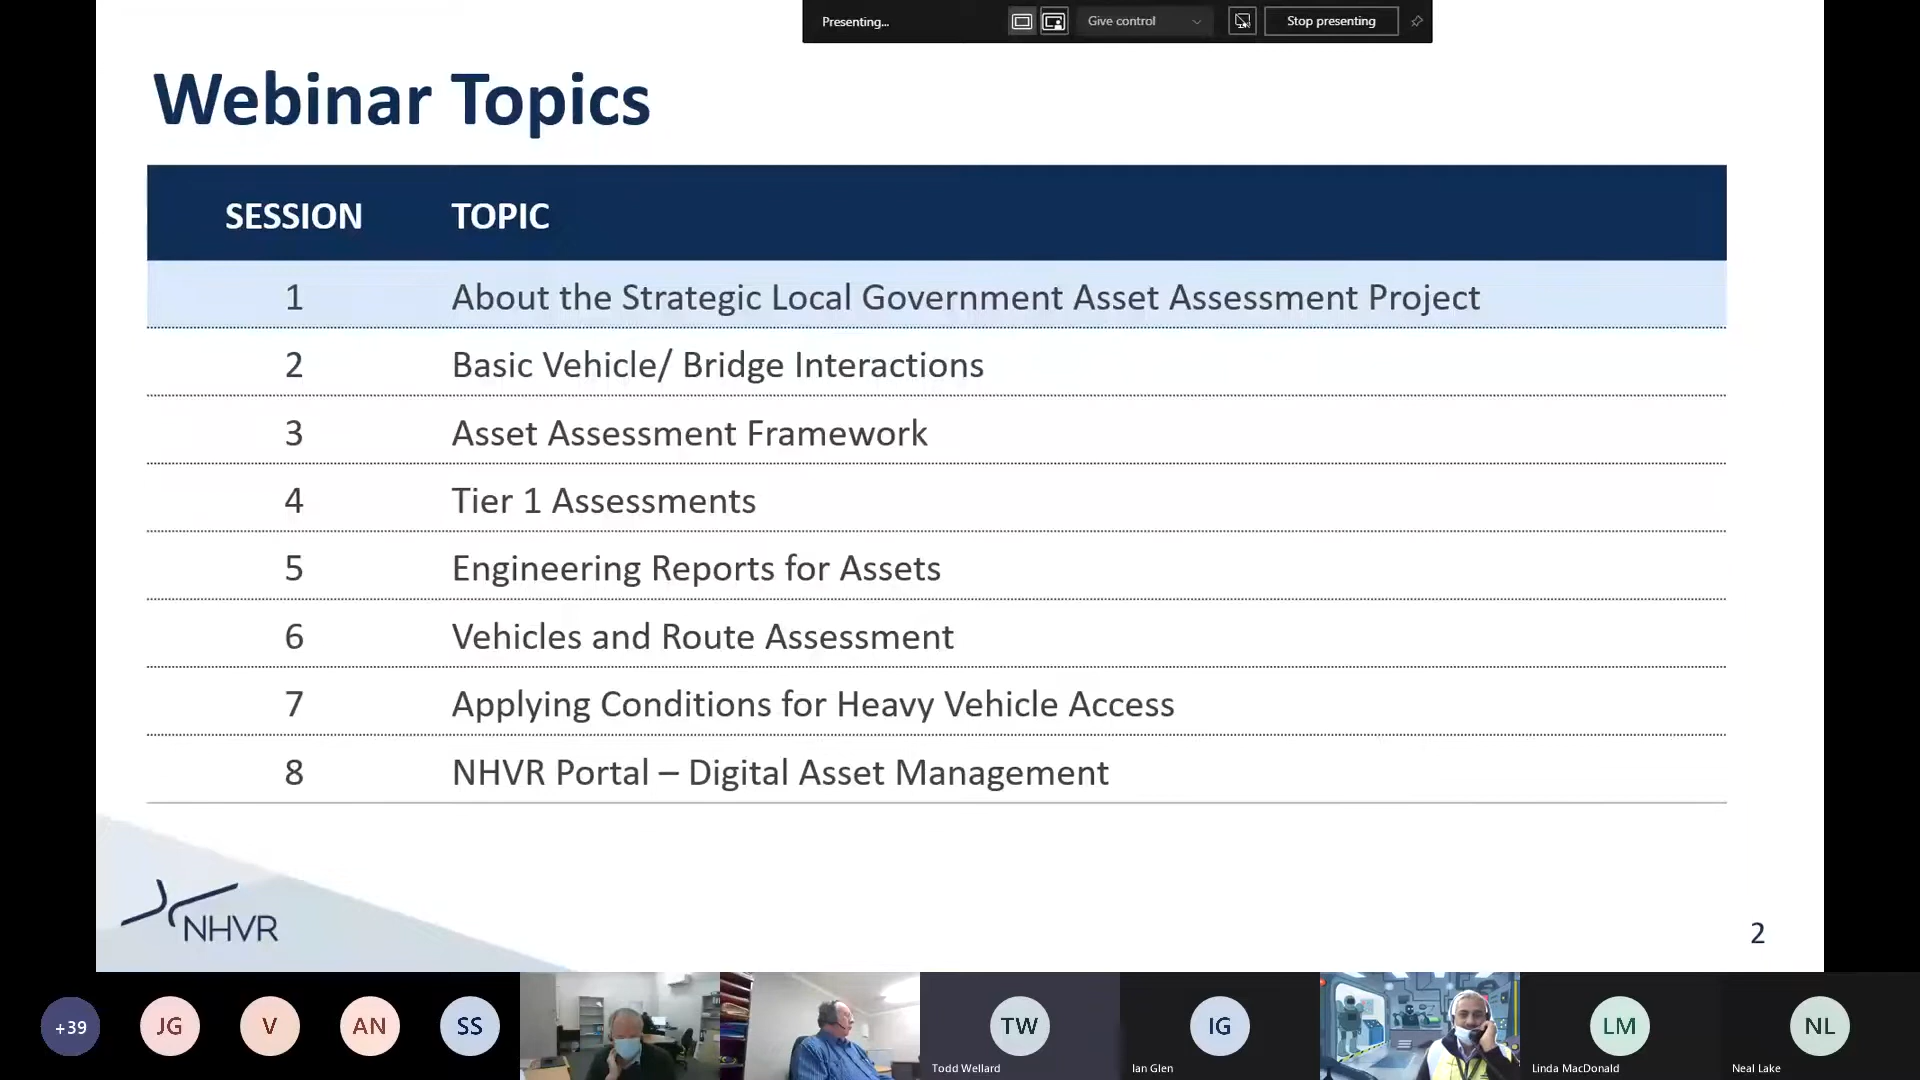 Presenting...
Give control
Stop presenting
Webinar Topics
SESSION TOPIC
1 About the Strategic Local Government Asset Assessment Project
2 Basic Vehicle/ Bridge Interactions
3 Asset Assessment Framework
4 Tier 1 Assessments
5 Engineering Reports for Assets
6 Vehicles and Route Assessment
7 Applying Conditions for Heavy Vehicle Access
8 NHVR Portal – Digital Asset Management
NHVR
2
+39 JG V AN SS TW IG LM NL
Todd Wellard Ian Glen Linda MacDonald Neal Lake